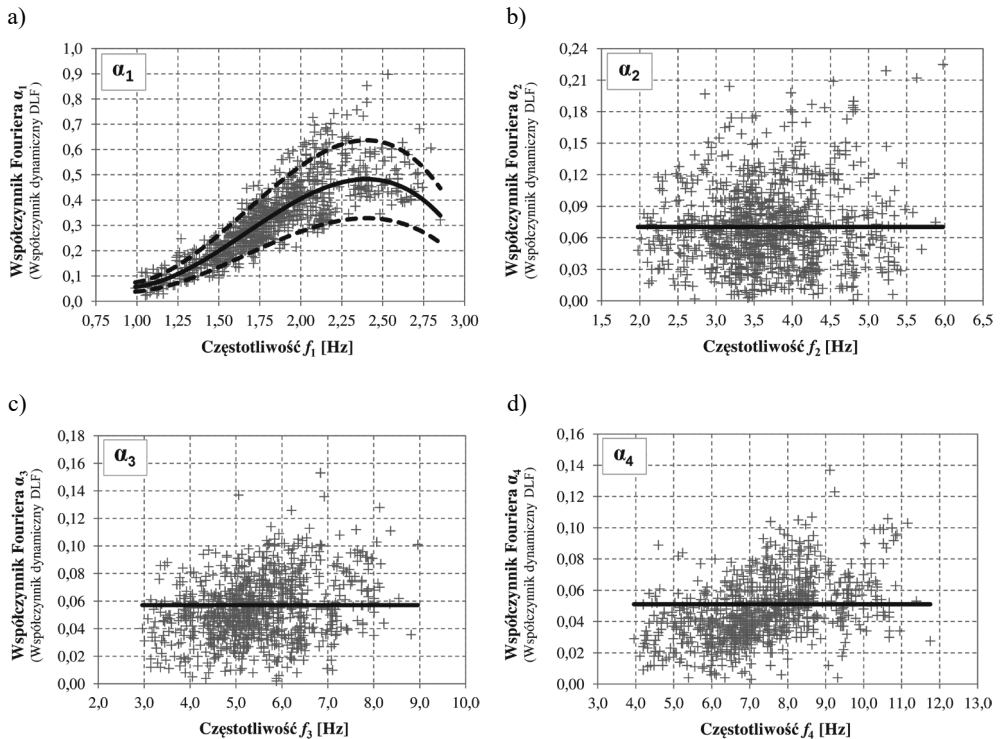 a)
α1
Współczynnik Fouriera α1
(Współczynnik dynamiczny DLF)
1,0
0,9
0,8
0,7
0,6
0,5
0,4
0,3
0,2
0,1
0,0
0,75 1,00 1,25 1,50 1,75 2,00 2,25 2,50 2,75 3,00
Częstotliwość f1 [Hz]
b)
α2
Współczynnik Fouriera α2
(Współczynnik dynamiczny DLF)
0,24
0,21
0,18
0,15
0,12
0,09
0,06
0,03
0,00
1,5 2,0 2,5 3,0 3,5 4,0 4,5 5,0 5,5 6,0 6,5
Częstotliwość f2 [Hz]
c)
α3
Współczynnik Fouriera α3
(Współczynnik dynamiczny DLF)
0,18
0,16
0,14
0,12
0,10
0,08
0,06
0,04
0,02
0,00
2,0 3,0 4,0 5,0 6,0 7,0 8,0 9,0 10,0
Częstotliwość f3 [Hz]
d)
α4
Współczynnik Fouriera α4
(Współczynnik dynamiczny DLF)
0,16
0,14
0,12
0,10
0,08
0,06
0,04
0,02
0,00
3,0 4,0 5,0 6,0 7,0 8,0 9,0 10,0 11,0 12,0 13,0
Częstotliwość f4 [Hz]